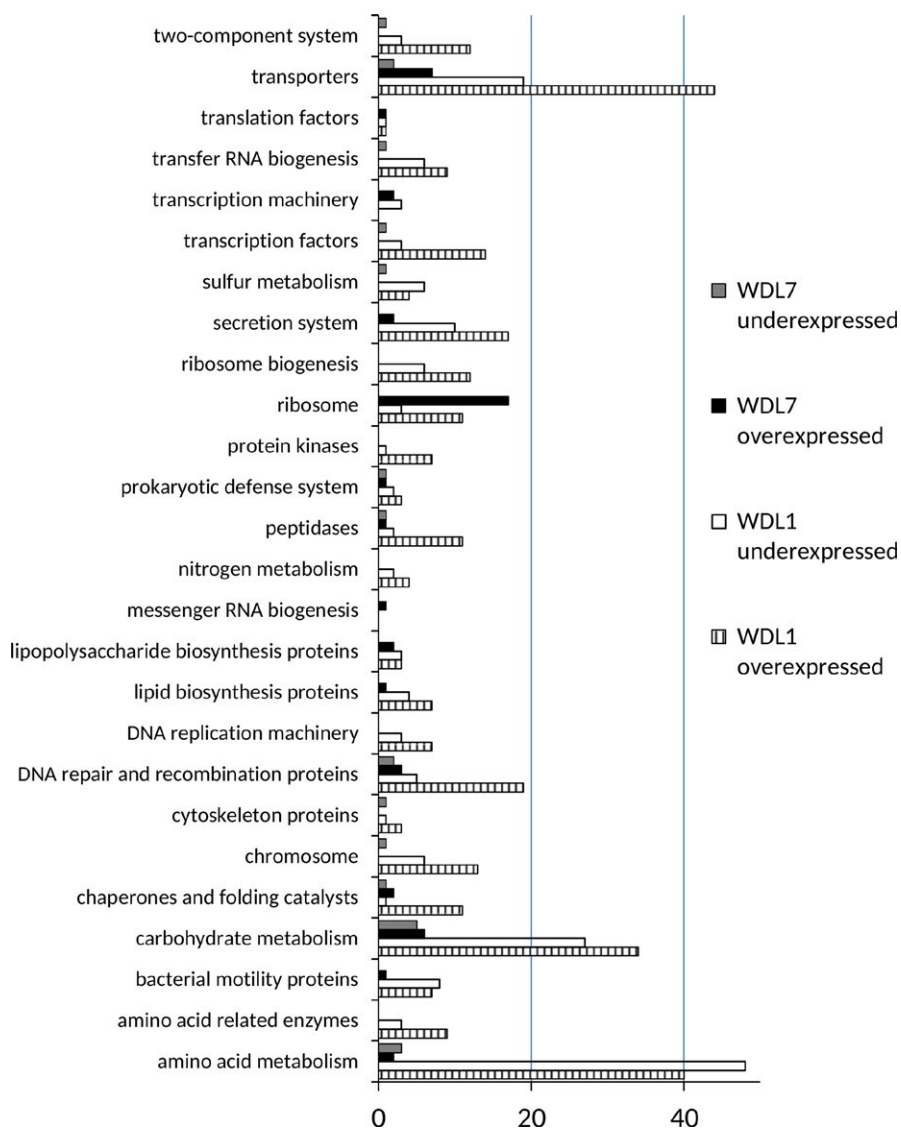 two-component system
transporters
translation factors
transfer RNA biogenesis
transcription machinery
transcription factors
sulfur metabolism
secretion system
ribosome biogenesis
ribosome
protein kinases
prokaryotic defense system
peptidases
nitrogen metabolism
messenger RNA biogenesis
lipopolysaccharide biosynthesis proteins
lipid biosynthesis proteins
DNA replication machinery
DNA repair and recombination proteins
cytoskeleton proteins
chromosome
chaperones and folding catalysts
carbohydrate metabolism
bacterial motility proteins
amino acid related enzymes
amino acid metabolism
0 20 40
WDL7
underexpressed
WDL7
overexpressed
WDL1
underexpressed
WDL1
overexpressed